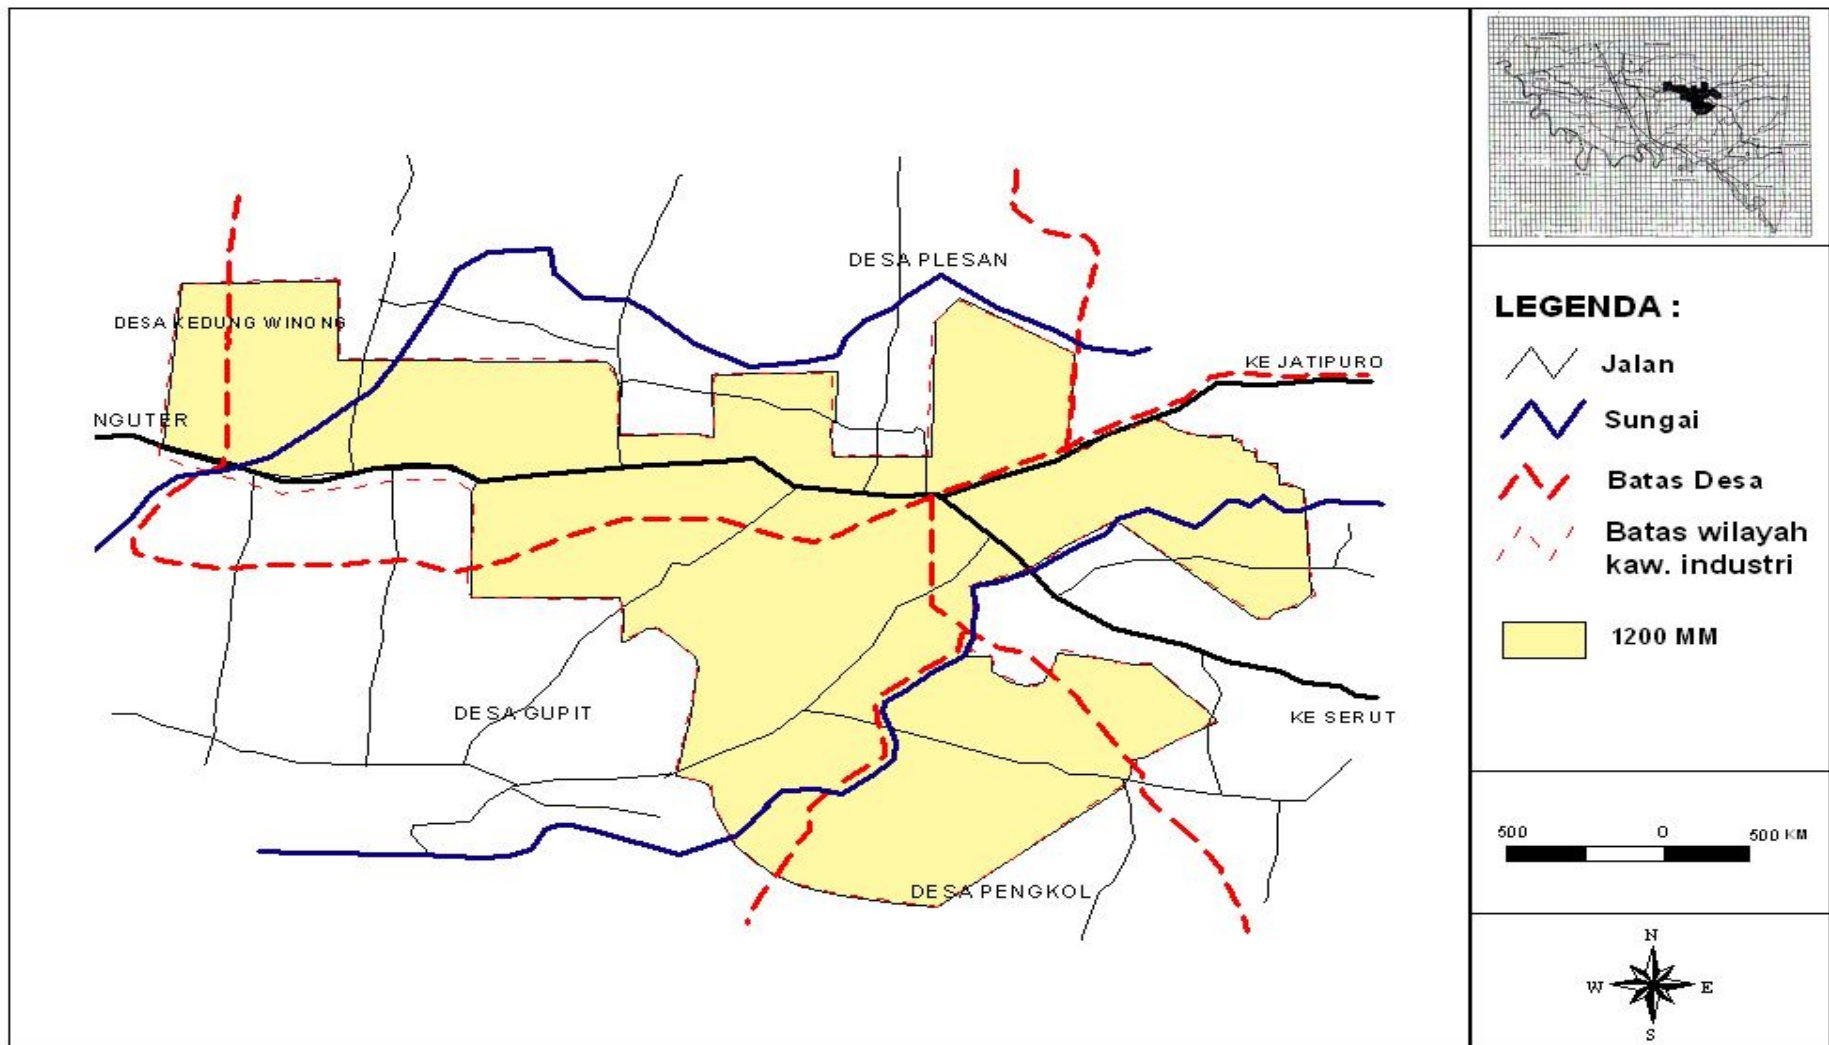 DESA PLESAN
DESA KEDUNG WINONG
KE JATIPURO
NGUTER
DESA GUPIT
KE SERUT
DESA PENGKOL
LEGENDA :
Jalan
Sungai
Batas Desa
Batas wilayah
kaw. industri
1200 MM
500 0 500 KM
N
W E
S